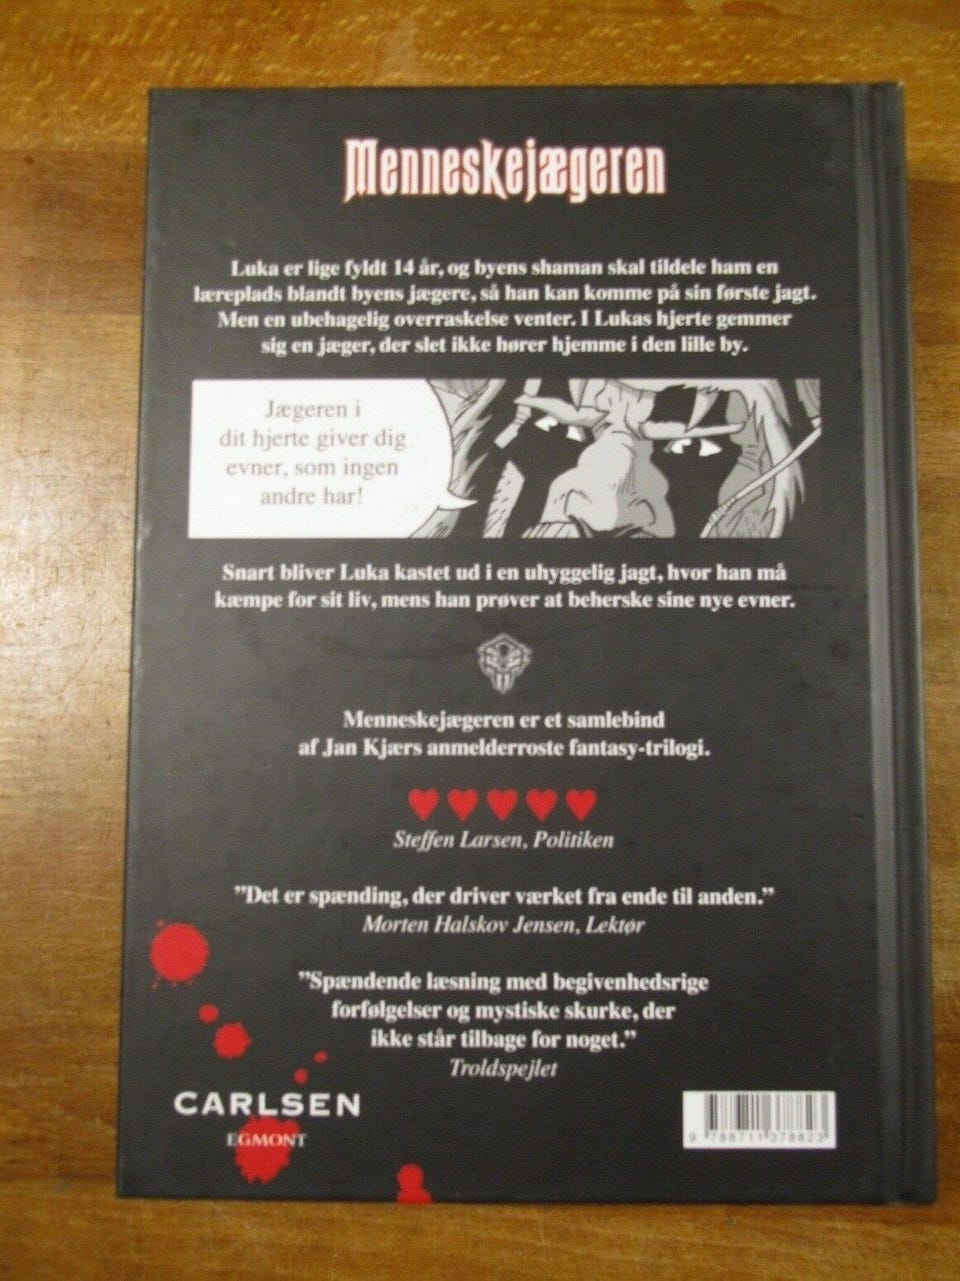 Menneskejægeren
Luka er lige fyldt 14 år, og byens shaman skal tildele ham en
læreplads blandt byens jægere, så han kan komme på sin første jagt.
Men en ubehagelig overraskelse venter. I Lukas hjerte gemmer
sig en jæger, der slet ikke hører hjemme i den lille by.
Jægeren i
dit hjerte giver dig
evner, som ingen
andre har!
Snart bliver Luka kastet ud i en uhyggelig jagt, hvor han må
kæmpe for sit liv, mens han prøver at beherske sine nye evner.
Menneskejægeren er et samlebind
af Jan Kjærs anmelderroste fantasy-trilogi.
Steffen Larsen, Politiken
”Det er spænding, der driver værket fra ende til anden.”
Morten Halskov Jensen, Lektør
”Spændende læsning med begivenhedsrige
forfølgelser og mystiske skurke, der
ikke står tilbage for noget.”
Troldspejlet
CARLSEN
EGMONT
9 788711 378823